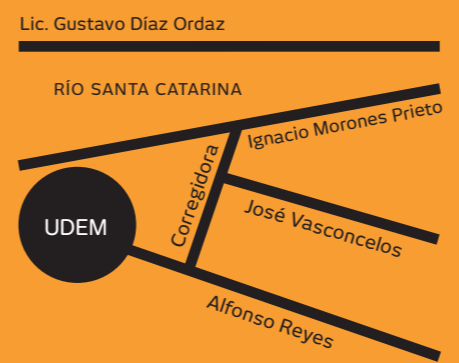 Lic. Gustavo Díaz Ordaz
RÍO SANTA CATARINA
Ignacio Morones Prieto
Corregidora
José Vasconcelos
UDEM
Alfonso Reyes